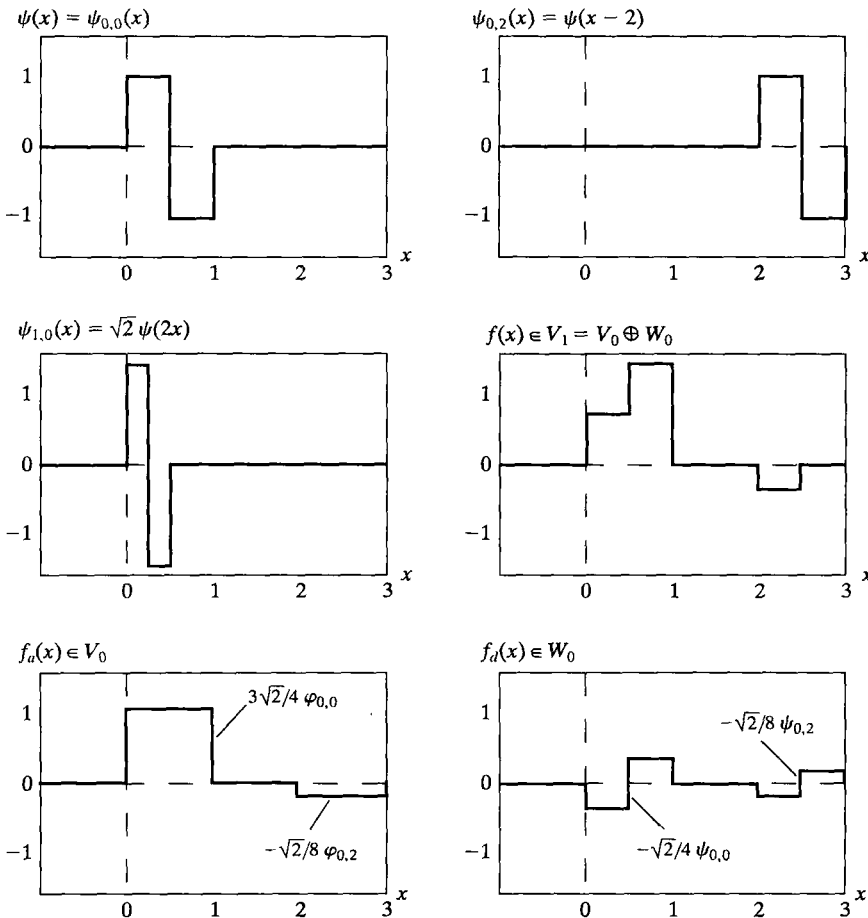 ψ(x) = ψ₀,₀(x)
1
0
−1
0 1 2 3 x
ψ₀,₂(x) = ψ(x − 2)
1
0
−1
0 1 2 3 x
ψ₁,₀(x) = √2 ψ(2x)
1
0
−1
0 1 2 3 x
f(x) ∈ V₁ = V₀ ⊕ W₀
1
0
−1
0 1 2 3 x
fₐ(x) ∈ V₀
3√2/4 φ₀,₀
1
0
−√2/8 φ₀,₂
−1
0 1 2 3 x
f_d(x) ∈ W₀
−√2/8 ψ₀,₂
1
0
−√2/4 ψ₀,₀
−1
0 1 2 3 x